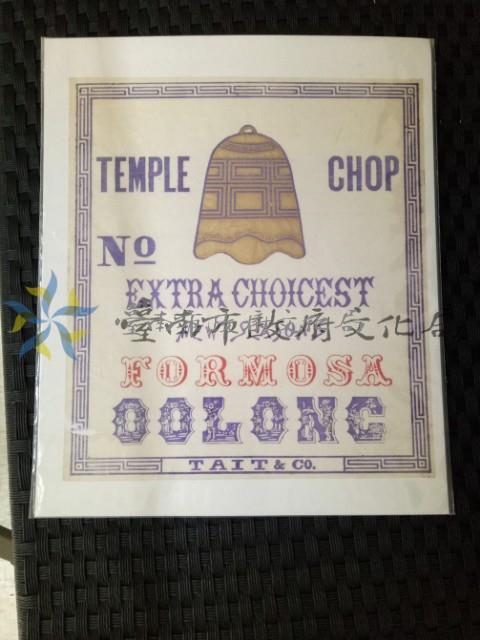 TEMPLE CHOP
No
EXTRA CHOICEST
臺南市政府文化局
FORMOSA
OOLONG
TAIT & CO.